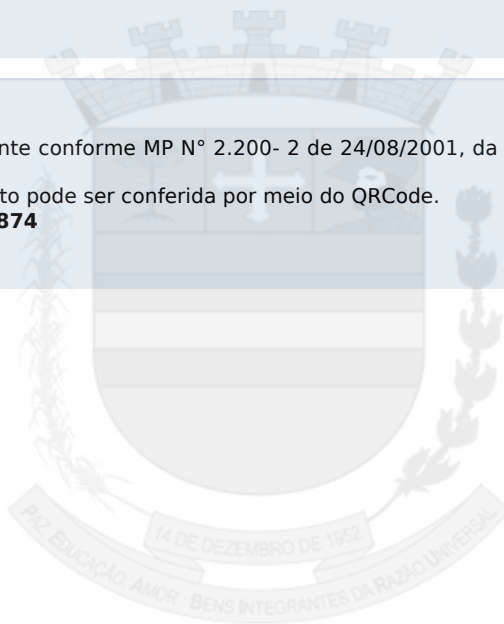 nte conforme MP N° 2.200- 2 de 24/08/2001, da
to pode ser conferida por meio do QRCode.
874
14 DE DEZEMBRO DE 1952
PAZ, EDUCAÇÃO, AMOR : BENS INTEGRANTES DA RAZÃO UNIVERSAL